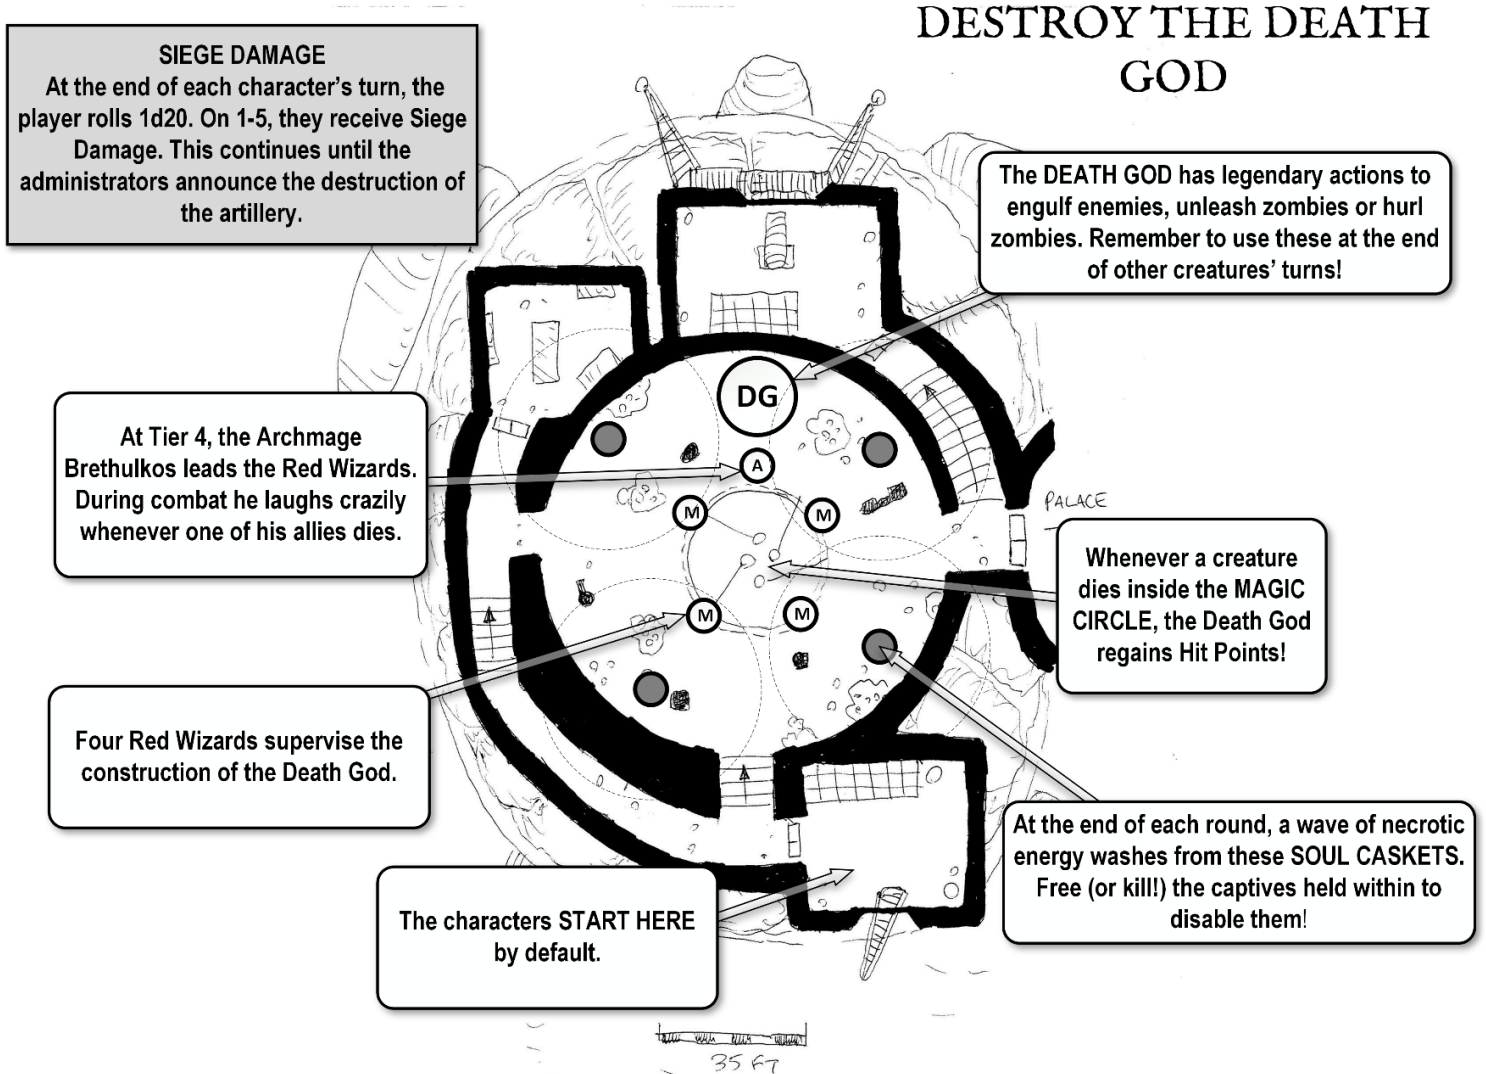 DESTROY THE DEATH
GOD
SIEGE DAMAGE
At the end of each character’s turn, the
player rolls 1d20. On 1-5, they receive Siege
Damage. This continues until the
administrators announce the destruction of
the artillery.
The DEATH GOD has legendary actions to
engulf enemies, unleash zombies or hurl
zombies. Remember to use these at the end
of other creatures’ turns!
At Tier 4, the Archmage
Brethulkos leads the Red Wizards.
During combat he laughs crazily
whenever one of his allies dies.
DG
A
M
M
M
M
PALACE
Whenever a creature
dies inside the MAGIC
CIRCLE, the Death God
regains Hit Points!
Four Red Wizards supervise the
construction of the Death God.
At the end of each round, a wave of necrotic
energy washes from these SOUL CASKETS.
Free (or kill!) the captives held within to
disable them!
The characters START HERE
by default.
35 FT